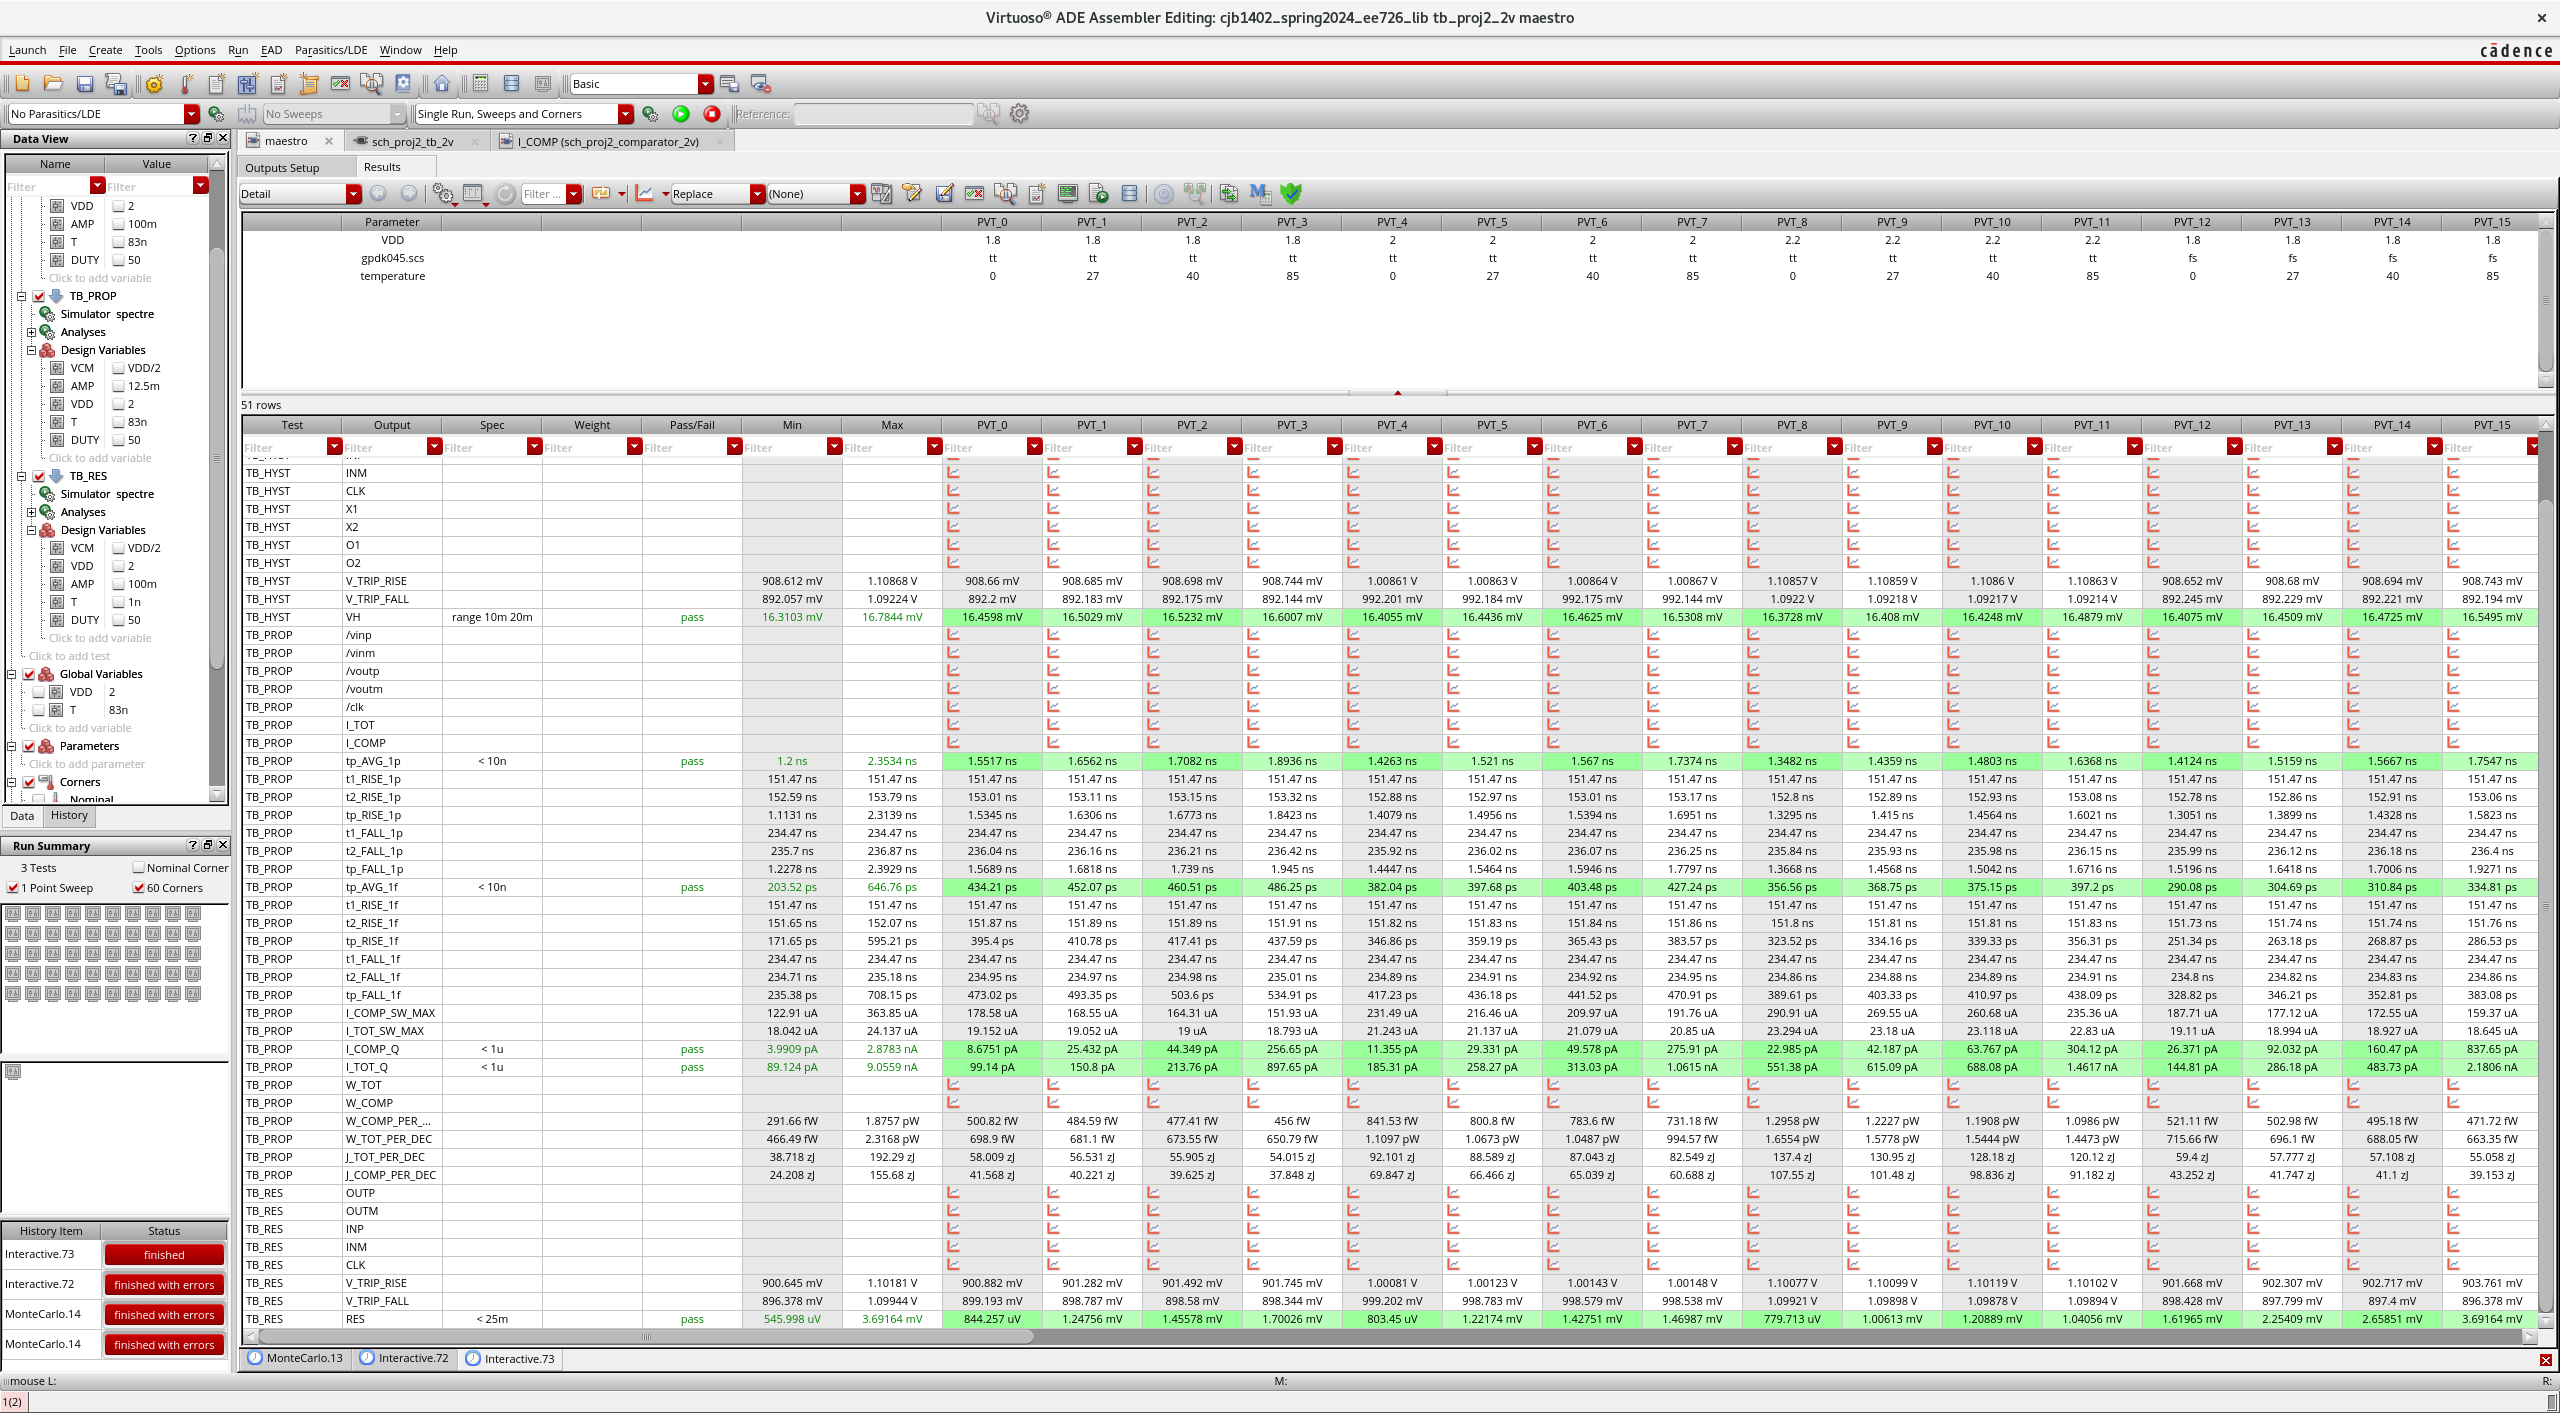 Virtuoso® ADE Assembler Editing: cjb1402_spring2024_ee726_lib tb_proj2_2v maestro
Launch File Create Tools Options Run EAD Parasitics/LDE Window Help
cādence
Basic
No Parasitics/LDE No Sweeps Single Run, Sweeps and Corners Reference:
Data View
maestro sch_proj2_tb_2v I_COMP (sch_proj2_comparator_2v)
Outputs Setup Results
Name Value
Filter Filter
VDD 2
AMP 100m
T 83n
DUTY 50
Click to add variable
TB_PROP
Simulator spectre
Analyses
Design Variables
VCM VDD/2
AMP 12.5m
VDD 2
T 83n
DUTY 50
Click to add variable
TB_RES
Simulator spectre
Analyses
Design Variables
VCM VDD/2
VDD 2
AMP 100m
T 1n
DUTY 50
Click to add variable
Click to add test
Global Variables
VDD 2
T 83n
Click to add variable
Parameters
Click to add parameter
Corners
Nominal
Data History
Run Summary
3 Tests Nominal Corner
1 Point Sweep 60 Corners
History Item Status
Interactive.73 finished
Interactive.72 finished with errors
MonteCarlo.14 finished with errors
MonteCarlo.14 finished with errors
Detail Filter ... Replace (None)
Parameter PVT_0 PVT_1 PVT_2 PVT_3 PVT_4 PVT_5 PVT_6 PVT_7 PVT_8 PVT_9 PVT_10 PVT_11 PVT_12 PVT_13 PVT_14 PVT_15
VDD 1.8 1.8 1.8 1.8 2 2 2 2 2.2 2.2 2.2 2.2 1.8 1.8 1.8 1.8
gpdk045.scs tt tt tt tt tt tt tt tt tt tt tt tt fs fs fs fs
temperature 0 27 40 85 0 27 40 85 0 27 40 85 0 27 40 85
51 rows
Test Output Spec Weight Pass/Fail Min Max PVT_0 PVT_1 PVT_2 PVT_3 PVT_4 PVT_5 PVT_6 PVT_7 PVT_8 PVT_9 PVT_10 PVT_11 PVT_12 PVT_13 PVT_14 PVT_15
Filter Filter Filter Filter Filter Filter Filter Filter Filter Filter Filter Filter Filter Filter Filter Filter Filter Filter Filter Filter Filter Filter Filter
TB_HYST INM
TB_HYST CLK
TB_HYST X1
TB_HYST X2
TB_HYST O1
TB_HYST O2
TB_HYST V_TRIP_RISE 908.612 mV 1.10868 V 908.66 mV 908.685 mV 908.698 mV 908.744 mV 1.00861 V 1.00863 V 1.00864 V 1.00867 V 1.10857 V 1.10859 V 1.1086 V 1.10863 V 908.652 mV 908.68 mV 908.694 mV 908.743 mV
TB_HYST V_TRIP_FALL 892.057 mV 1.09224 V 892.2 mV 892.183 mV 892.175 mV 892.144 mV 992.201 mV 992.184 mV 992.175 mV 992.144 mV 1.0922 V 1.09218 V 1.09217 V 1.09214 V 892.245 mV 892.229 mV 892.221 mV 892.194 mV
TB_HYST VH range 10m 20m pass 16.3103 mV 16.7844 mV 16.4598 mV 16.5029 mV 16.5232 mV 16.6007 mV 16.4055 mV 16.4436 mV 16.4625 mV 16.5308 mV 16.3728 mV 16.408 mV 16.4248 mV 16.4879 mV 16.4075 mV 16.4509 mV 16.4725 mV 16.5495 mV
TB_PROP /vinp
TB_PROP /vinm
TB_PROP /voutp
TB_PROP /voutm
TB_PROP /clk
TB_PROP I_TOT
TB_PROP I_COMP
TB_PROP tp_AVG_1p < 10n pass 1.2 ns 2.3534 ns 1.5517 ns 1.6562 ns 1.7082 ns 1.8936 ns 1.4263 ns 1.521 ns 1.567 ns 1.7374 ns 1.3482 ns 1.4359 ns 1.4803 ns 1.6368 ns 1.4124 ns 1.5159 ns 1.5667 ns 1.7547 ns
TB_PROP t1_RISE_1p 151.47 ns 151.47 ns 151.47 ns 151.47 ns 151.47 ns 151.47 ns 151.47 ns 151.47 ns 151.47 ns 151.47 ns 151.47 ns 151.47 ns 151.47 ns 151.47 ns 151.47 ns 151.47 ns 151.47 ns 151.47 ns
TB_PROP t2_RISE_1p 152.59 ns 153.79 ns 153.01 ns 153.11 ns 153.15 ns 153.32 ns 152.88 ns 152.97 ns 153.01 ns 153.17 ns 152.8 ns 152.89 ns 152.93 ns 153.08 ns 152.78 ns 152.86 ns 152.91 ns 153.06 ns
TB_PROP tp_RISE_1p 1.1131 ns 2.3139 ns 1.5345 ns 1.6306 ns 1.6773 ns 1.8423 ns 1.4079 ns 1.4956 ns 1.5394 ns 1.6951 ns 1.3295 ns 1.415 ns 1.4564 ns 1.6021 ns 1.3051 ns 1.3899 ns 1.4328 ns 1.5823 ns
TB_PROP t1_FALL_1p 234.47 ns 234.47 ns 234.47 ns 234.47 ns 234.47 ns 234.47 ns 234.47 ns 234.47 ns 234.47 ns 234.47 ns 234.47 ns 234.47 ns 234.47 ns 234.47 ns 234.47 ns 234.47 ns 234.47 ns 234.47 ns
TB_PROP t2_FALL_1p 235.7 ns 236.87 ns 236.04 ns 236.16 ns 236.21 ns 236.42 ns 235.92 ns 236.02 ns 236.07 ns 236.25 ns 235.84 ns 235.93 ns 235.98 ns 236.15 ns 235.99 ns 236.12 ns 236.18 ns 236.4 ns
TB_PROP tp_FALL_1p 1.2278 ns 2.3929 ns 1.5689 ns 1.6818 ns 1.739 ns 1.945 ns 1.4447 ns 1.5464 ns 1.5946 ns 1.7797 ns 1.3668 ns 1.4568 ns 1.5042 ns 1.6716 ns 1.5196 ns 1.6418 ns 1.7006 ns 1.9271 ns
TB_PROP tp_AVG_1f < 10n pass 203.52 ps 646.76 ps 434.21 ps 452.07 ps 460.51 ps 486.25 ps 382.04 ps 397.68 ps 403.48 ps 427.24 ps 356.56 ps 368.75 ps 375.15 ps 397.2 ps 290.08 ps 304.69 ps 310.84 ps 334.81 ps
TB_PROP t1_RISE_1f 151.47 ns 151.47 ns 151.47 ns 151.47 ns 151.47 ns 151.47 ns 151.47 ns 151.47 ns 151.47 ns 151.47 ns 151.47 ns 151.47 ns 151.47 ns 151.47 ns 151.47 ns 151.47 ns 151.47 ns 151.47 ns
TB_PROP t2_RISE_1f 151.65 ns 152.07 ns 151.87 ns 151.89 ns 151.89 ns 151.91 ns 151.82 ns 151.83 ns 151.84 ns 151.86 ns 151.8 ns 151.81 ns 151.81 ns 151.83 ns 151.73 ns 151.74 ns 151.74 ns 151.76 ns
TB_PROP tp_RISE_1f 171.65 ps 595.21 ps 395.4 ps 410.78 ps 417.41 ps 437.59 ps 346.86 ps 359.19 ps 365.43 ps 383.57 ps 323.52 ps 334.16 ps 339.33 ps 356.31 ps 251.34 ps 263.18 ps 268.87 ps 286.53 ps
TB_PROP t1_FALL_1f 234.47 ns 234.47 ns 234.47 ns 234.47 ns 234.47 ns 234.47 ns 234.47 ns 234.47 ns 234.47 ns 234.47 ns 234.47 ns 234.47 ns 234.47 ns 234.47 ns 234.47 ns 234.47 ns 234.47 ns 234.47 ns
TB_PROP t2_FALL_1f 234.71 ns 235.18 ns 234.95 ns 234.97 ns 234.98 ns 235.01 ns 234.89 ns 234.91 ns 234.92 ns 234.95 ns 234.86 ns 234.88 ns 234.89 ns 234.91 ns 234.8 ns 234.82 ns 234.83 ns 234.86 ns
TB_PROP tp_FALL_1f 235.38 ps 708.15 ps 473.02 ps 493.35 ps 503.6 ps 534.91 ps 417.23 ps 436.18 ps 441.52 ps 470.91 ps 389.61 ps 403.33 ps 410.97 ps 438.09 ps 328.82 ps 346.21 ps 352.81 ps 383.08 ps
TB_PROP I_COMP_SW_MAX 122.91 uA 363.85 uA 178.58 uA 168.55 uA 164.31 uA 151.93 uA 231.49 uA 216.46 uA 209.97 uA 191.76 uA 290.91 uA 269.55 uA 260.68 uA 235.36 uA 187.71 uA 177.12 uA 172.55 uA 159.37 uA
TB_PROP I_TOT_SW_MAX 18.042 uA 24.137 uA 19.152 uA 19.052 uA 19 uA 18.793 uA 21.243 uA 21.137 uA 21.079 uA 20.85 uA 23.294 uA 23.18 uA 23.118 uA 22.83 uA 19.11 uA 18.994 uA 18.927 uA 18.645 uA
TB_PROP I_COMP_Q < 1u pass 3.9909 pA 2.8783 nA 8.6751 pA 25.432 pA 44.349 pA 256.65 pA 11.355 pA 29.331 pA 49.578 pA 275.91 pA 22.985 pA 42.187 pA 63.767 pA 304.12 pA 26.371 pA 92.032 pA 160.47 pA 837.65 pA
TB_PROP I_TOT_Q < 1u pass 89.124 pA 9.0559 nA 99.14 pA 150.8 pA 213.76 pA 897.65 pA 185.31 pA 258.27 pA 313.03 pA 1.0615 nA 551.38 pA 615.09 pA 688.08 pA 1.4617 nA 144.81 pA 286.18 pA 483.73 pA 2.1806 nA
TB_PROP W_TOT
TB_PROP W_COMP
TB_PROP W_COMP_PER_... 291.66 fW 1.8757 pW 500.82 fW 484.59 fW 477.41 fW 456 fW 841.53 fW 800.8 fW 783.6 fW 731.18 fW 1.2958 pW 1.2227 pW 1.1908 pW 1.0986 pW 521.11 fW 502.98 fW 495.18 fW 471.72 fW
TB_PROP W_TOT_PER_DEC 466.49 fW 2.3168 pW 698.9 fW 681.1 fW 673.55 fW 650.79 fW 1.1097 pW 1.0673 pW 1.0487 pW 994.57 fW 1.6554 pW 1.5778 pW 1.5444 pW 1.4473 pW 715.66 fW 696.1 fW 688.05 fW 663.35 fW
TB_PROP J_TOT_PER_DEC 38.718 zJ 192.29 zJ 58.009 zJ 56.531 zJ 55.905 zJ 54.015 zJ 92.101 zJ 88.589 zJ 87.043 zJ 82.549 zJ 137.4 zJ 130.95 zJ 128.18 zJ 120.12 zJ 59.4 zJ 57.777 zJ 57.108 zJ 55.058 zJ
TB_PROP J_COMP_PER_DEC 24.208 zJ 155.68 zJ 41.568 zJ 40.221 zJ 39.625 zJ 37.848 zJ 69.847 zJ 66.466 zJ 65.039 zJ 60.688 zJ 107.55 zJ 101.48 zJ 98.836 zJ 91.182 zJ 43.252 zJ 41.747 zJ 41.1 zJ 39.153 zJ
TB_RES OUTP
TB_RES OUTM
TB_RES INP
TB_RES INM
TB_RES CLK
TB_RES V_TRIP_RISE 900.645 mV 1.10181 V 900.882 mV 901.282 mV 901.492 mV 901.745 mV 1.00081 V 1.00123 V 1.00143 V 1.00148 V 1.10077 V 1.10099 V 1.10119 V 1.10102 V 901.668 mV 902.307 mV 902.717 mV 903.761 mV
TB_RES V_TRIP_FALL 896.378 mV 1.09944 V 899.193 mV 898.787 mV 898.58 mV 898.344 mV 999.202 mV 998.783 mV 998.579 mV 998.538 mV 1.09921 V 1.09898 V 1.09878 V 1.09894 V 898.428 mV 897.799 mV 897.4 mV 896.378 mV
TB_RES RES < 25m pass 545.998 uV 3.69164 mV 844.257 uV 1.24756 mV 1.45578 mV 1.70026 mV 803.45 uV 1.22174 mV 1.42751 mV 1.46987 mV 779.713 uV 1.00613 mV 1.20889 mV 1.04056 mV 1.61965 mV 2.25409 mV 2.65851 mV 3.69164 mV
MonteCarlo.13 Interactive.72 Interactive.73
mouse L: M: R:
1(2)